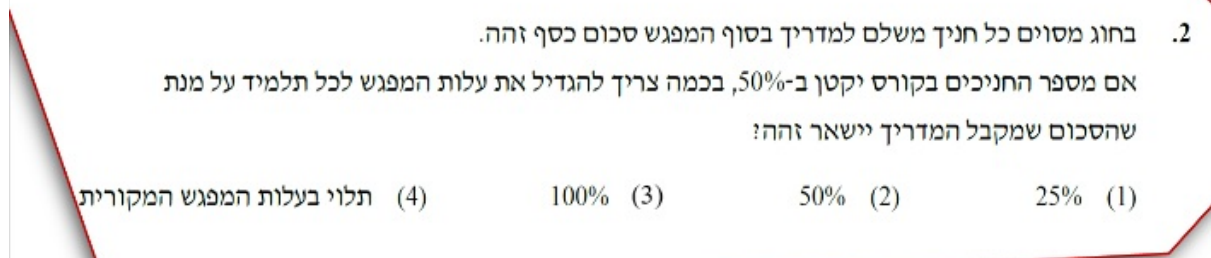 2. בחוג מסוים כל חניך משלם למדריך בסוף המפגש סכום כסף זהה.
אם מספר החניכים בקורס יקטן ב-50%, בכמה צריך להגדיל את עלות המפגש לכל תלמיד על מנת
שהסכום שמקבל המדריך יישאר זהה?
(1) 25% (2) 50% (3) 100% (4) תלוי בעלות המפגש המקורית